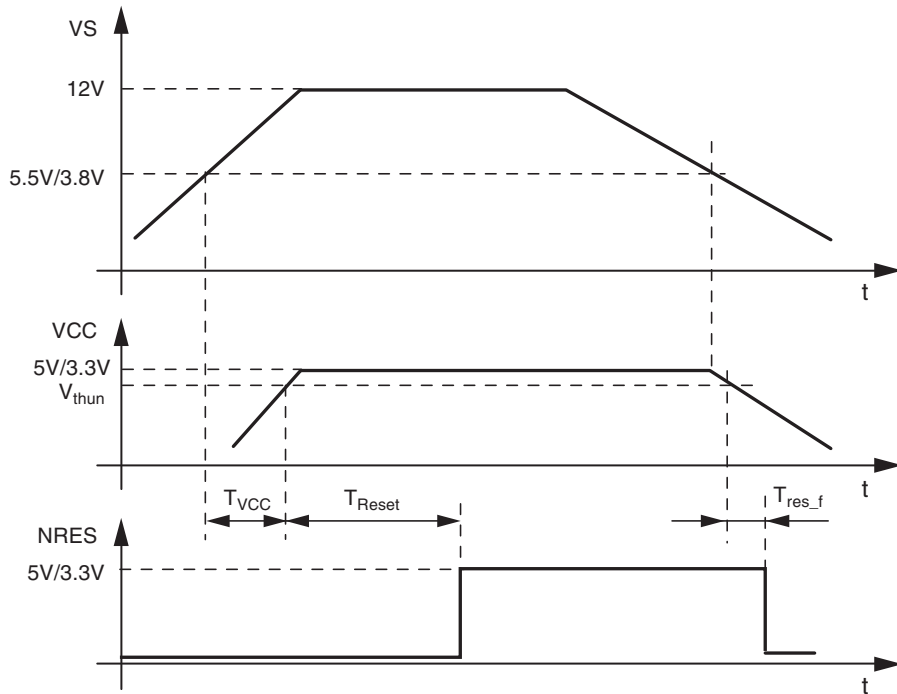 VS
12V
5.5V/3.8V
t
VCC
5V/3.3V
Vthun
t
TVCC
TReset
Tres_f
NRES
5V/3.3V
t